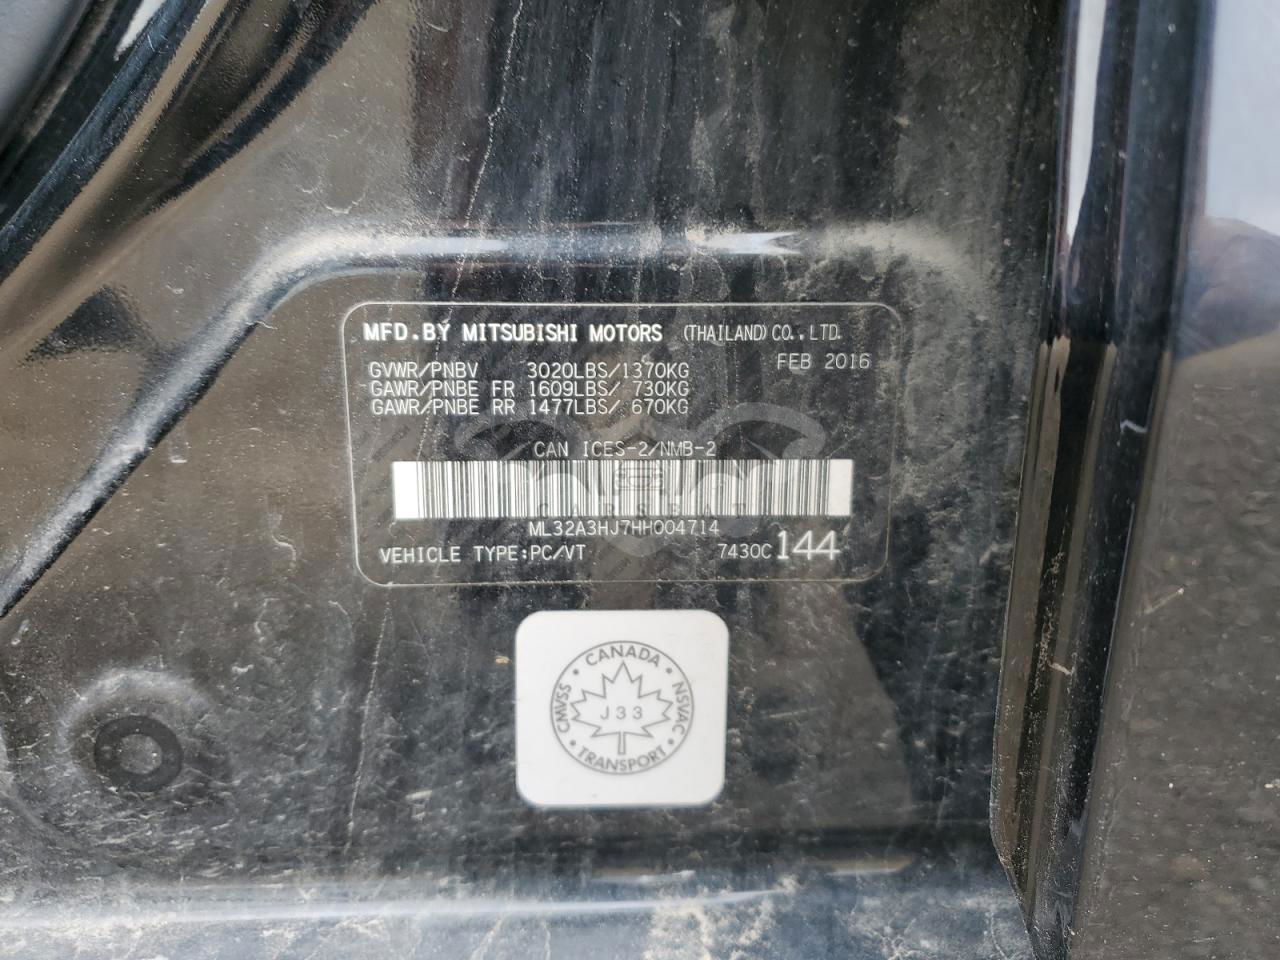 MFD.BY MITSUBISHI MOTORS (THAILAND) CO.,LTD.
FEB 2016
GVWR/PNBV 3020LBS/1370KG
GAWR/PNBE FR 1609LBS/ 730KG
GAWR/PNBE RR 1477LBS/ 670KG
CAN ICES-2/NMB-2
CARSBAT
ML32A3HJ7HH004714
VEHICLE TYPE:PC/VT 7430C 144
· CANADA ·
CMVSS J33 NSVAC
· TRANSPORT ·